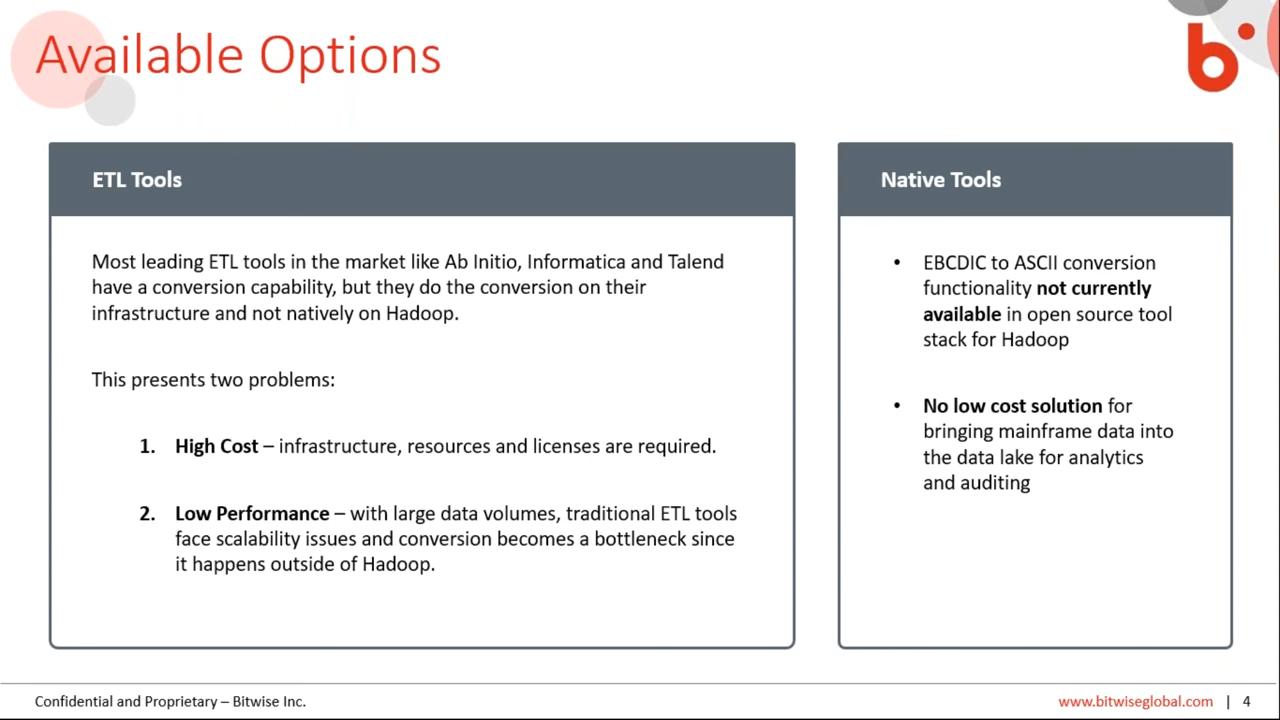 Available Options
b
ETL Tools
Most leading ETL tools in the market like Ab Initio, Informatica and Talend
have a conversion capability, but they do the conversion on their
infrastructure and not natively on Hadoop.
This presents two problems:
1. High Cost – infrastructure, resources and licenses are required.
2. Low Performance – with large data volumes, traditional ETL tools
face scalability issues and conversion becomes a bottleneck since
it happens outside of Hadoop.
Native Tools
• EBCDIC to ASCII conversion
functionality not currently
available in open source tool
stack for Hadoop
• No low cost solution for
bringing mainframe data into
the data lake for analytics
and auditing
Confidential and Proprietary – Bitwise Inc.
www.bitwiseglobal.com | 4